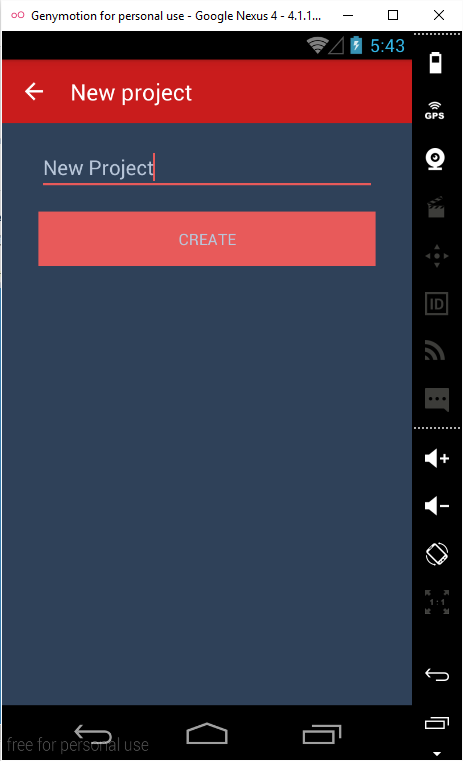 Genymotion for personal use - Google Nexus 4 - 4.1.1...
5:43
New project
GPS
New Project
CREATE
ID
1:1
free for personal use